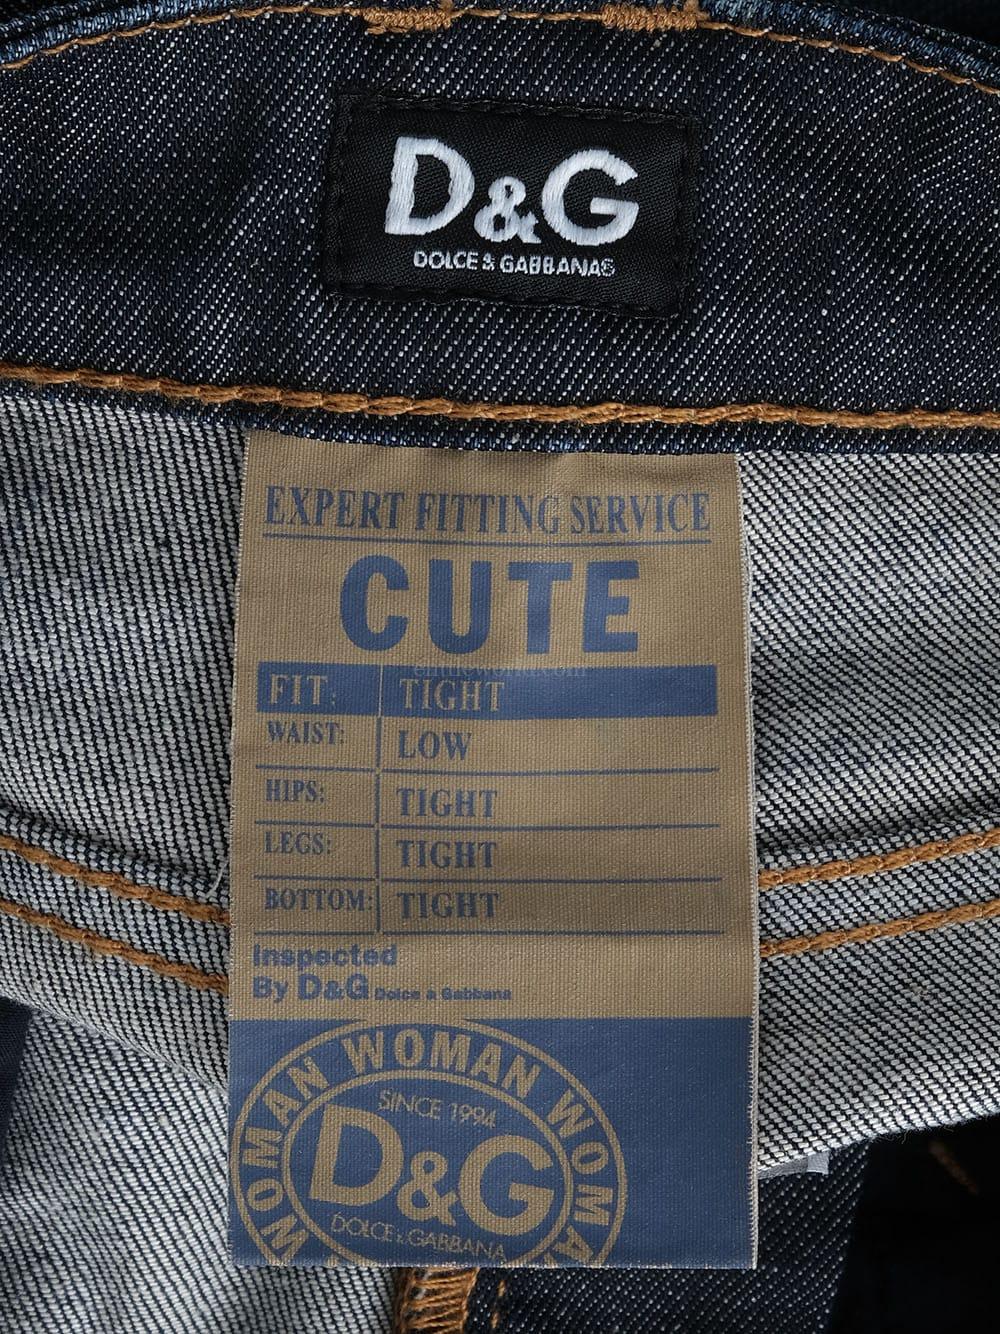 D&G
DOLCE & GABBANAS
EXPERT FITTING SERVICE
CUTE
FIT: TIGHT
WAIST: LOW
HIPS: TIGHT
LEGS: TIGHT
BOTTOM: TIGHT
Inspected
By D&G Dolce & Gabbana
WOMAN WOMAN WOMAN
SINCE 1994
D&G
DOLCE & GABBANA